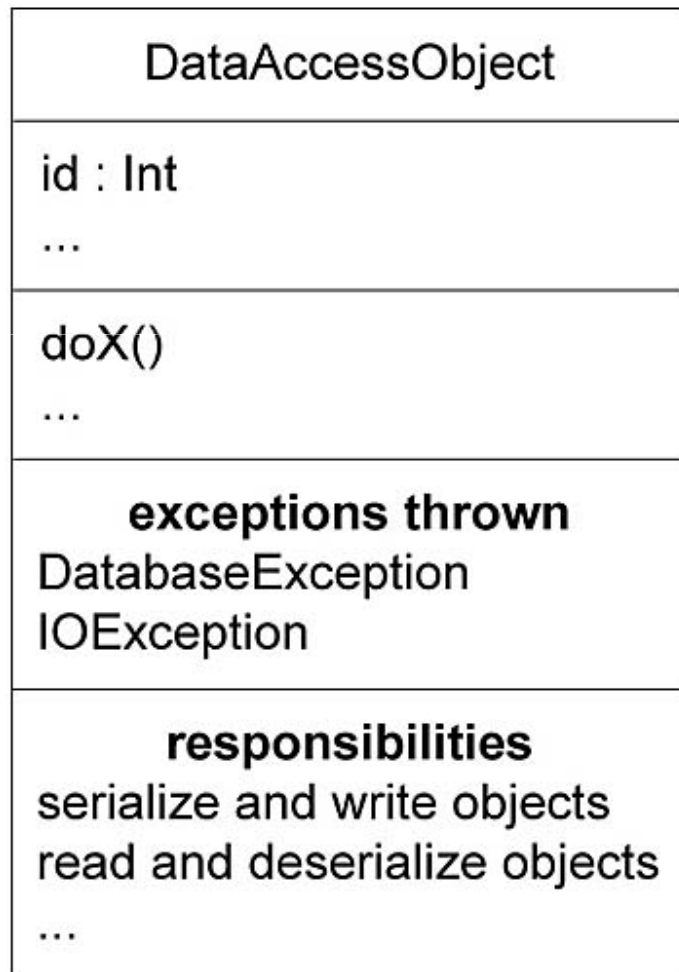 DataAccessObject
id : Int
...
doX()
...
exceptions thrown
DatabaseException
IOException
responsibilities
serialize and write objects
read and deserialize objects
...